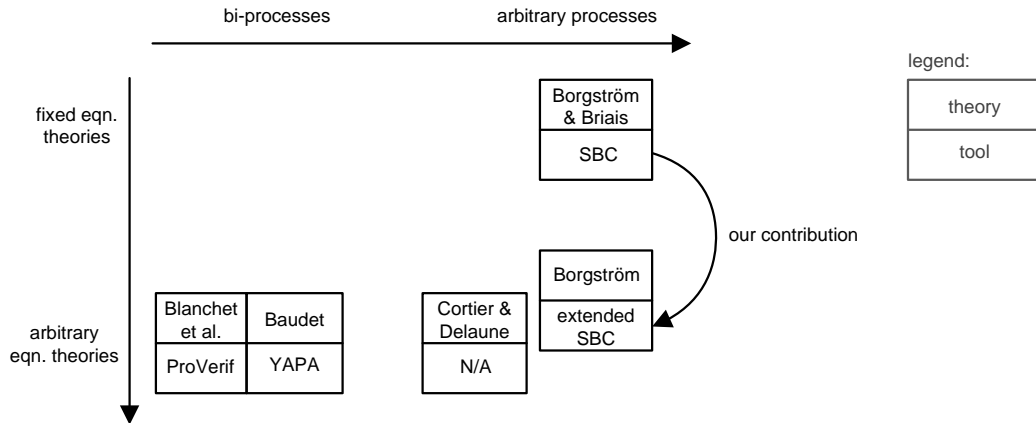 bi-processes
arbitrary processes
legend:
fixed eqn.
theories
Borgström
& Briais
SBC
theory
tool
our contribution
arbitrary
eqn. theories
Blanchet
et al.
ProVerif
Baudet
YAPA
Cortier &
Delaune
N/A
Borgström
extended
SBC